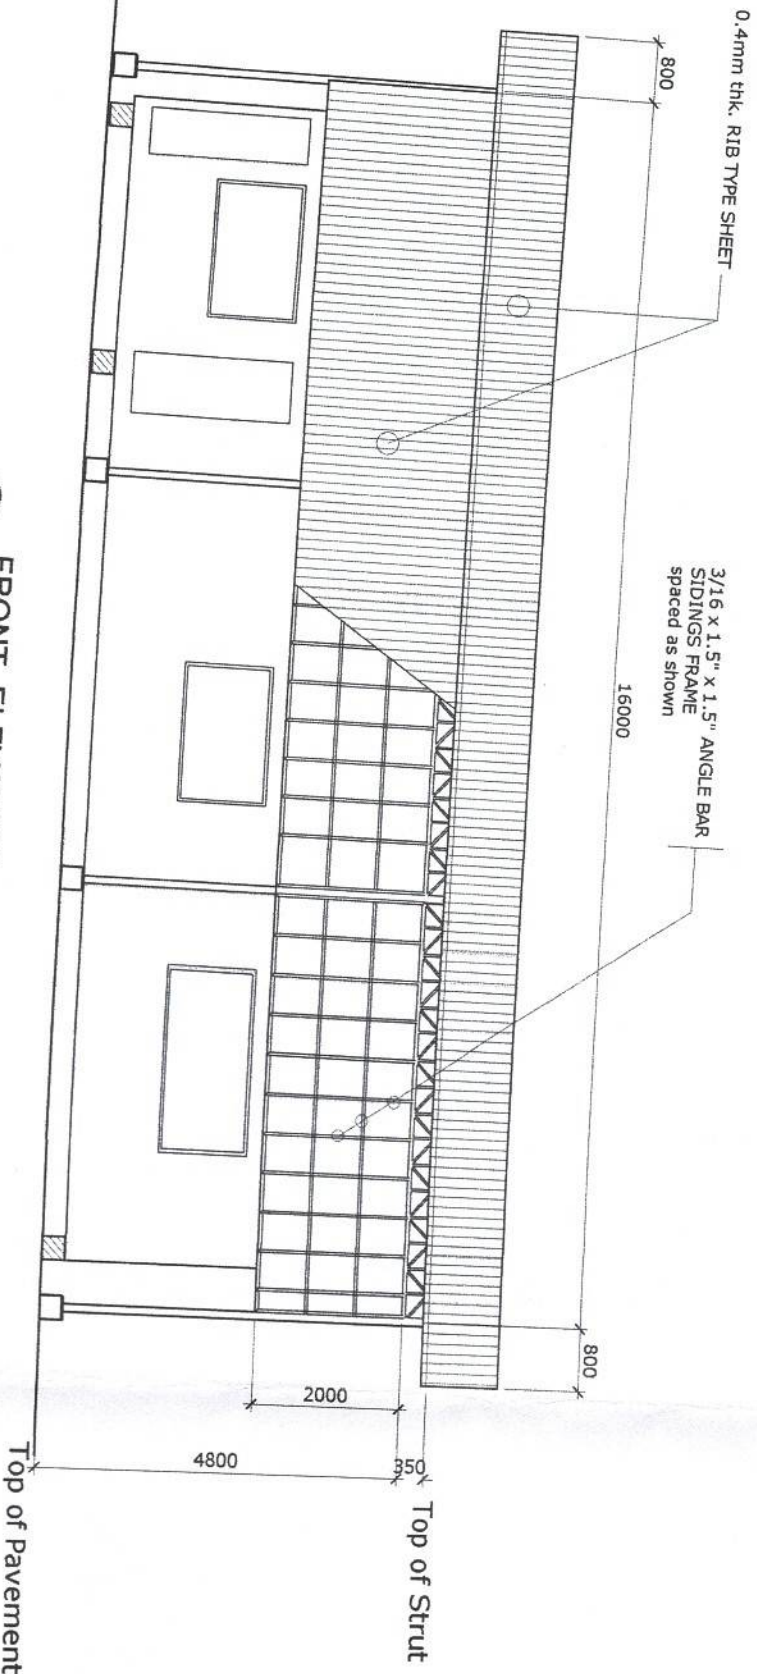 0.4mm thk. RIB TYPE SHEET
800
16000
3/16 x 1.5" x 1.5" ANGLE BAR
SIDINGS FRAME
spaced as shown
800
2000
4800
350
Top of Strut
Top of Pavement
FRONT